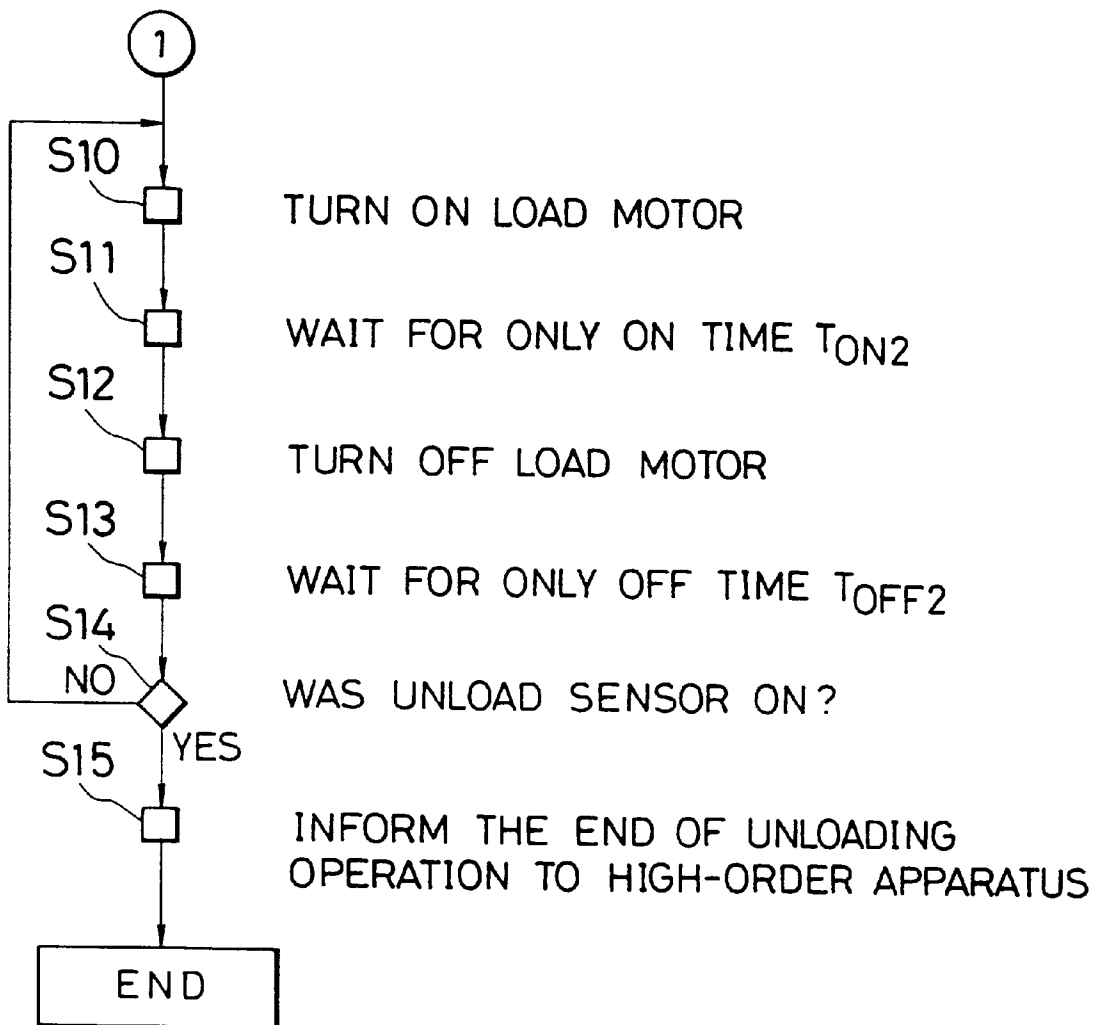 1
S10
TURN ON LOAD MOTOR
S11
WAIT FOR ONLY ON TIME TON2
S12
TURN OFF LOAD MOTOR
S13
WAIT FOR ONLY OFF TIME TOFF2
S14
NO
WAS UNLOAD SENSOR ON?
YES
S15
INFORM THE END OF UNLOADING
OPERATION TO HIGH-ORDER APPARATUS
END